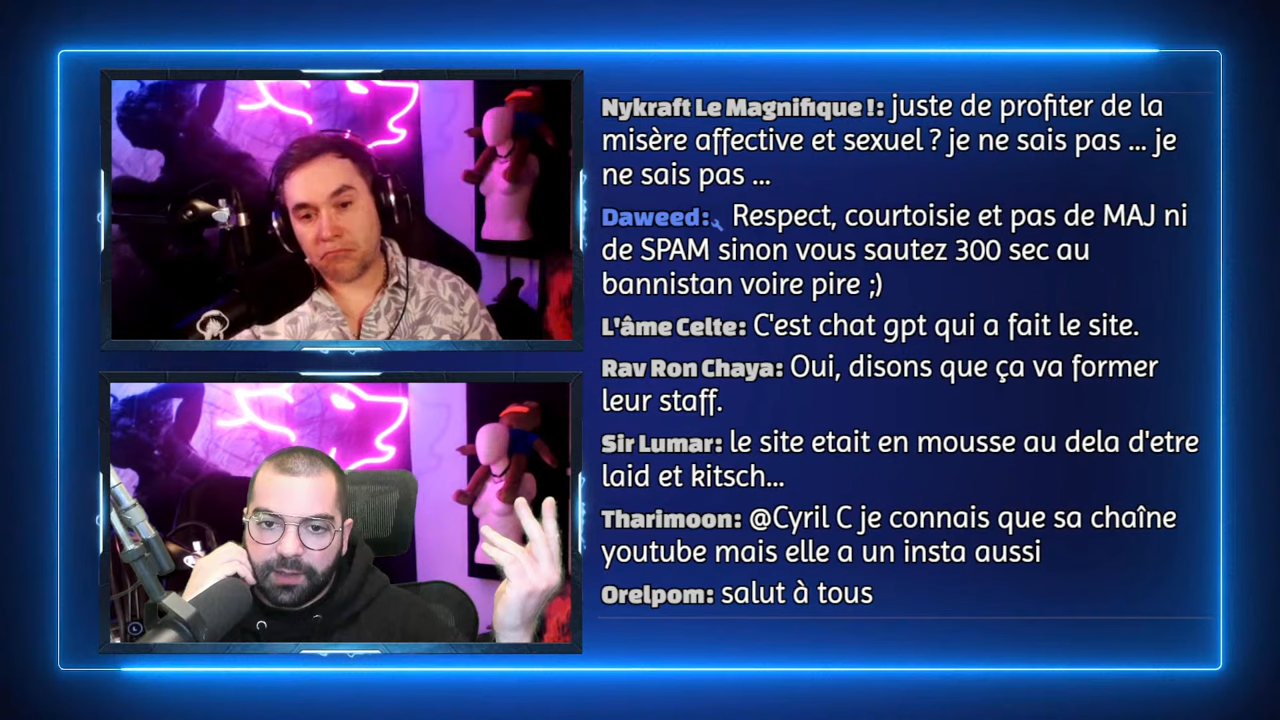 Nykraft Le Magnifique !: juste de profiter de la
misère affective et sexuel ? je ne sais pas ... je
ne sais pas ...
Daweed: Respect, courtoisie et pas de MAJ ni
de SPAM sinon vous sautez 300 sec au
bannistan voire pire ;)
L'âme Celte: C'est chat gpt qui a fait le site.
Rav Ron Chaya: Oui, disons que ça va former
leur staff.
Sir Lumar: le site etait en mousse au dela d'etre
laid et kitsch...
Tharimoon: @Cyril C je connais que sa chaîne
youtube mais elle a un insta aussi
Orelpom: salut à tous